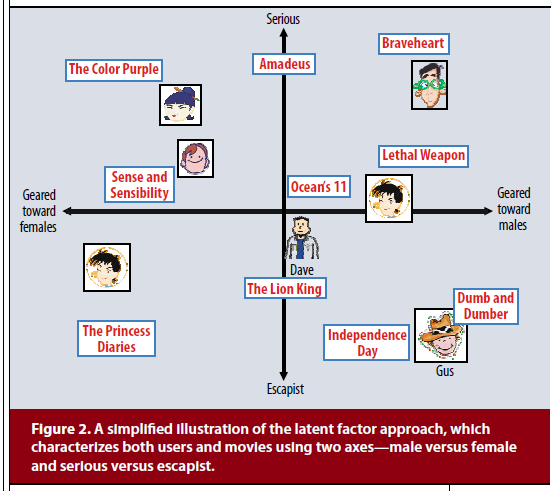 Serious
Braveheart
The Color Purple
Amadeus
Lethal Weapon
Sense and
Sensibility
Ocean's 11
Geared
toward
females
Geared
toward
males
Dave
The Lion King
Dumb and
Dumber
The Princess
Diaries
Independence
Day
Gus
Escapist
Figure 2. A simplified illustration of the latent factor approach, which
characterizes both users and movies using two axes—male versus female
and serious versus escapist.